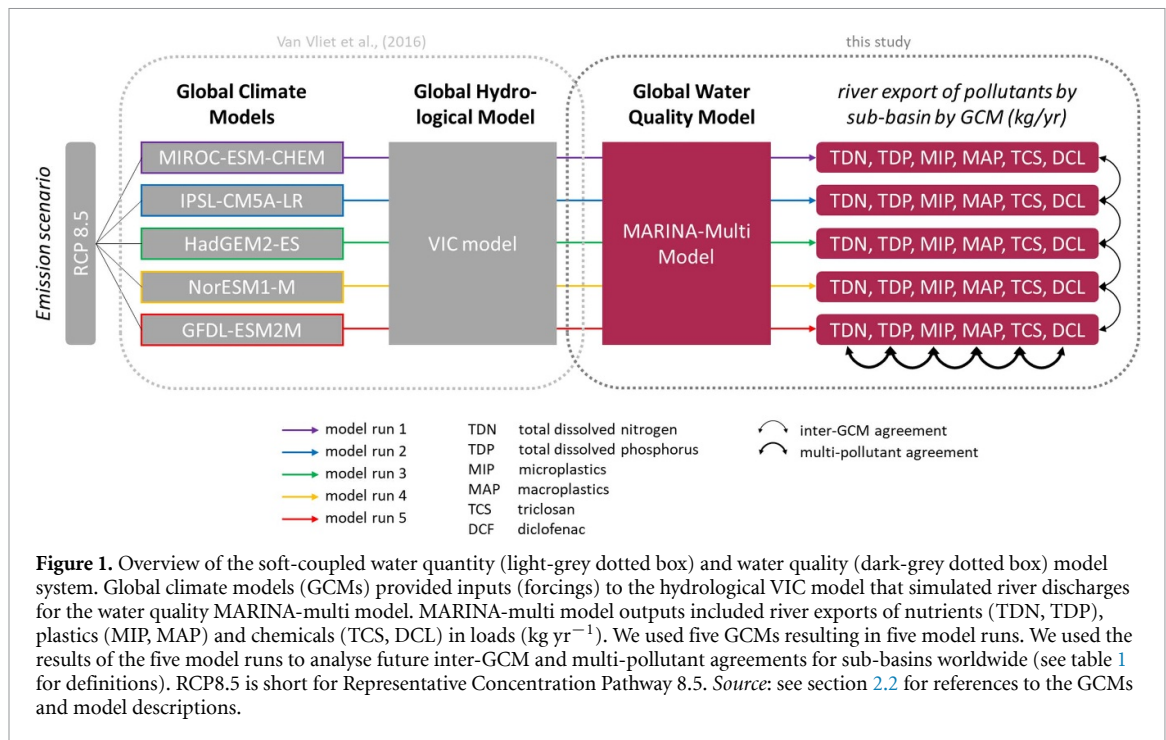 Van Vliet et al., (2016)
this study
Global Climate
Models
Global Hydro-
logical Model
Global Water
Quality Model
river export of pollutants by
sub-basin by GCM (kg/yr)
Emission scenario
RCP 8.5
MIROC-ESM-CHEM
IPSL-CM5A-LR
HadGEM2-ES
NorESM1-M
GFDL-ESM2M
VIC model
MARINA-Multi
Model
TDN, TDP, MIP, MAP, TCS, DCL
TDN, TDP, MIP, MAP, TCS, DCL
TDN, TDP, MIP, MAP, TCS, DCL
TDN, TDP, MIP, MAP, TCS, DCL
TDN, TDP, MIP, MAP, TCS, DCL
model run 1
model run 2
model run 3
model run 4
model run 5
TDN total dissolved nitrogen
TDP total dissolved phosphorus
MIP microplastics
MAP macroplastics
TCS triclosan
DCF diclofenac
inter-GCM agreement
multi-pollutant agreement
Figure 1. Overview of the soft-coupled water quantity (light-grey dotted box) and water quality (dark-grey dotted box) model
system. Global climate models (GCMs) provided inputs (forcings) to the hydrological VIC model that simulated river discharges
for the water quality MARINA-multi model. MARINA-multi model outputs included river exports of nutrients (TDN, TDP),
plastics (MIP, MAP) and chemicals (TCS, DCL) in loads (kg yr−1). We used five GCMs resulting in five model runs. We used the
results of the five model runs to analyse future inter-GCM and multi-pollutant agreements for sub-basins worldwide (see table 1
for definitions). RCP8.5 is short for Representative Concentration Pathway 8.5. Source: see section 2.2 for references to the GCMs
and model descriptions.